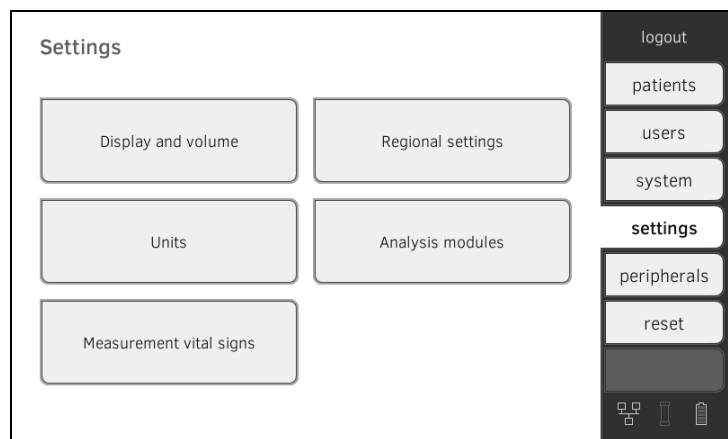 Settings
Display and volume
Regional settings
Units
Analysis modules
Measurement vital signs
logout
patients
users
system
settings
peripherals
reset